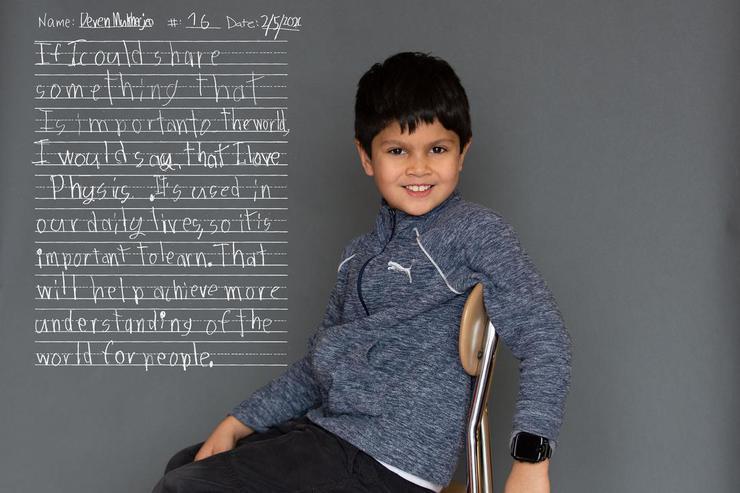 Name: Deven Mukherjee #: 16 Date: 2/5/202
If I could share
something that
Is important to the world,
I would say that I love
Physis. It's used in
our daily lives, so it is
important to learn. That
will help achieve more
understanding of the
world for people.
PUMA